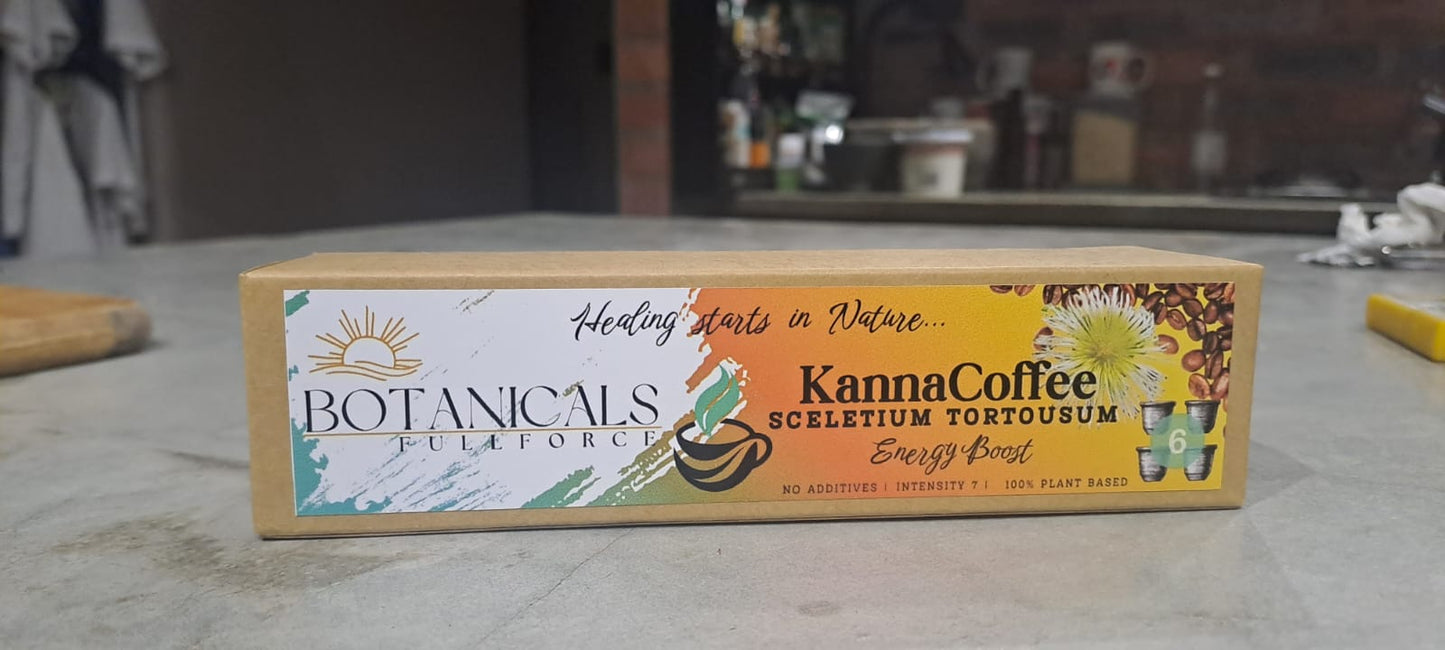 Healing starts in Nature...
BOTANICALS
FULLFORCE
KannaCoffee
SCELETIUM TORTOUSUM
Energy Boost
NO ADDITIVES | INTENSITY 7 | 100% PLANT BASED
6